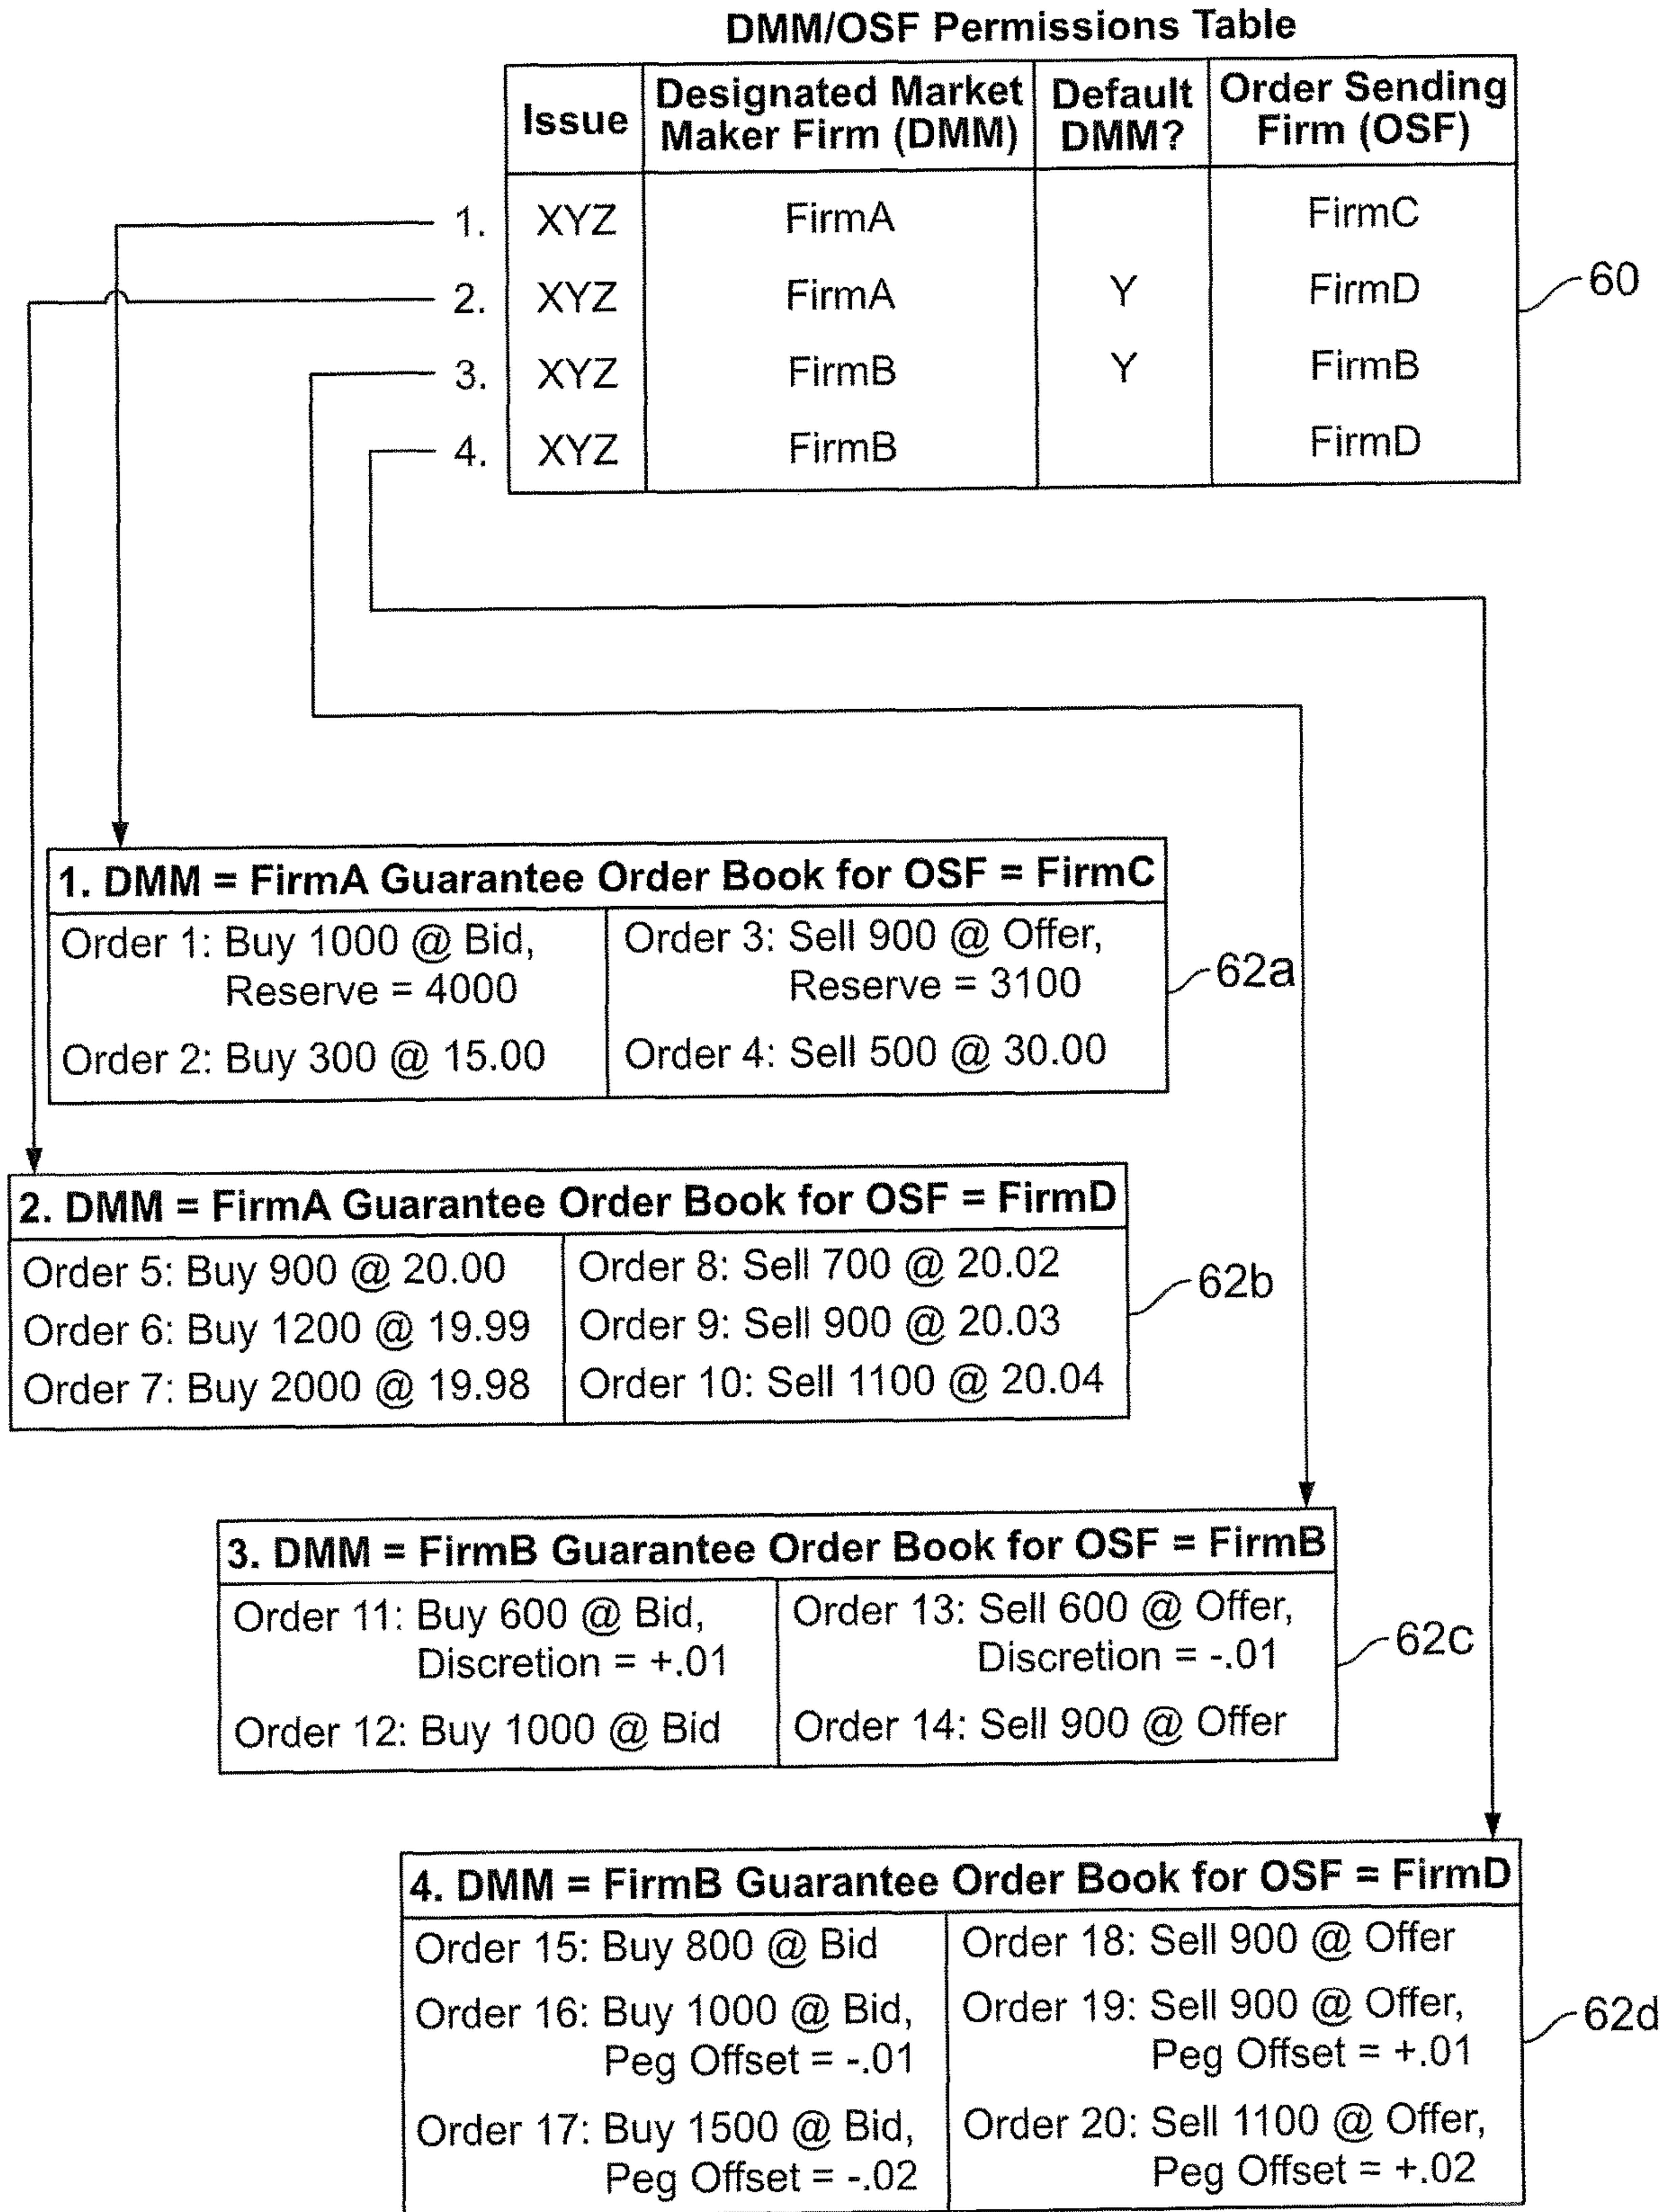 DMM/OSF Permissions Table
Issue
Designated Market
Maker Firm (DMM)
Default
DMM?
Order Sending
Firm (OSF)
1. XYZ FirmA FirmC
2. XYZ FirmA Y FirmD
3. XYZ FirmB Y FirmB
4. XYZ FirmB FirmD
60
1. DMM = FirmA Guarantee Order Book for OSF = FirmC
Order 1: Buy 1000 @ Bid,
Reserve = 4000
Order 2: Buy 300 @ 15.00
Order 3: Sell 900 @ Offer,
Reserve = 3100
Order 4: Sell 500 @ 30.00
62a
2. DMM = FirmA Guarantee Order Book for OSF = FirmD
Order 5: Buy 900 @ 20.00
Order 6: Buy 1200 @ 19.99
Order 7: Buy 2000 @ 19.98
Order 8: Sell 700 @ 20.02
Order 9: Sell 900 @ 20.03
Order 10: Sell 1100 @ 20.04
62b
3. DMM = FirmB Guarantee Order Book for OSF = FirmB
Order 11: Buy 600 @ Bid,
Discretion = +.01
Order 12: Buy 1000 @ Bid
Order 13: Sell 600 @ Offer,
Discretion = -.01
Order 14: Sell 900 @ Offer
62c
4. DMM = FirmB Guarantee Order Book for OSF = FirmD
Order 15: Buy 800 @ Bid
Order 16: Buy 1000 @ Bid,
Peg Offset = -.01
Order 17: Buy 1500 @ Bid,
Peg Offset = -.02
Order 18: Sell 900 @ Offer
Order 19: Sell 900 @ Offer,
Peg Offset = +.01
Order 20: Sell 1100 @ Offer,
Peg Offset = +.02
62d